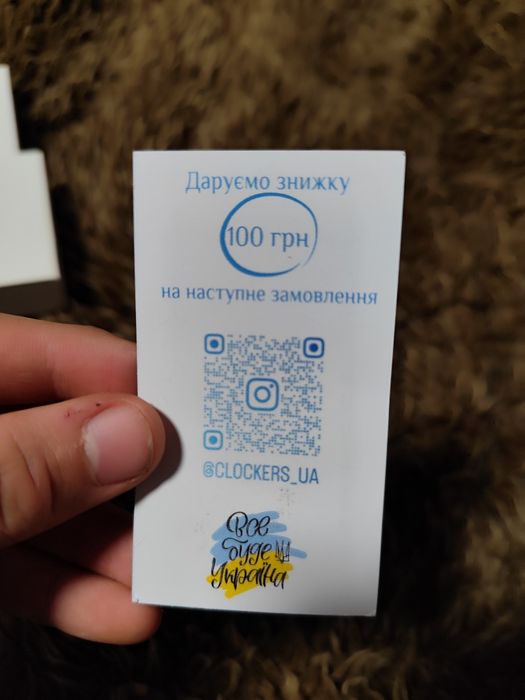 Даруємо знижку
100 грн
на наступне замовлення
@CLOCKERS_UA
Все
буде
Україна